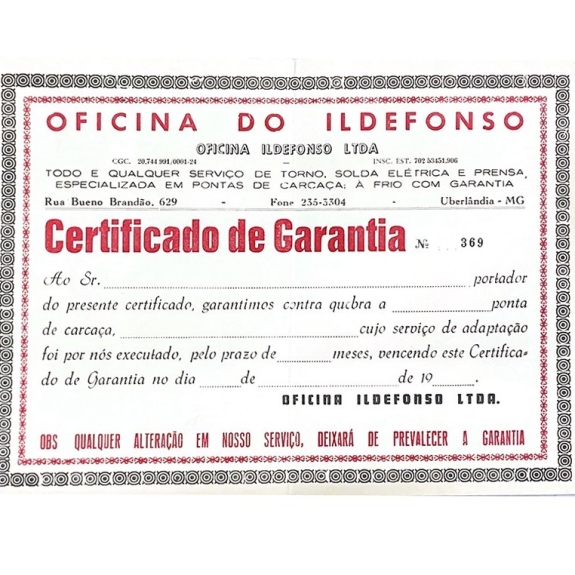 OFICINA DO ILDEFONSO
OFICINA ILDEFONSO LTDA
CGC. 20.744.991/0001-24 — INSC. EST. 702 53451.906
TODO E QUALQUER SERVIÇO DE TORNO, SOLDA ELÉTRICA E PRENSA,
ESPECIALIZADA EM PONTAS DE CARCAÇA; À FRIO COM GARANTIA
Rua Bueno Brandão, 629 - Fone 235-3304 - Uberlândia - MG
Certificado de Garantia Nº 369
Ao Sr. portador
do presente certificado, garantimos contra quebra a ponta
de carcaça, cujo serviço de adaptação
foi por nós executado, pelo prazo de meses, vencendo este Certifica-
do de Garantia no dia de de 19 .
OFICINA ILDEFONSO LTDA.
OBS QUALQUER ALTERAÇÃO EM NOSSO SERVIÇO, DEIXARÁ DE PREVALECER A GARANTIA